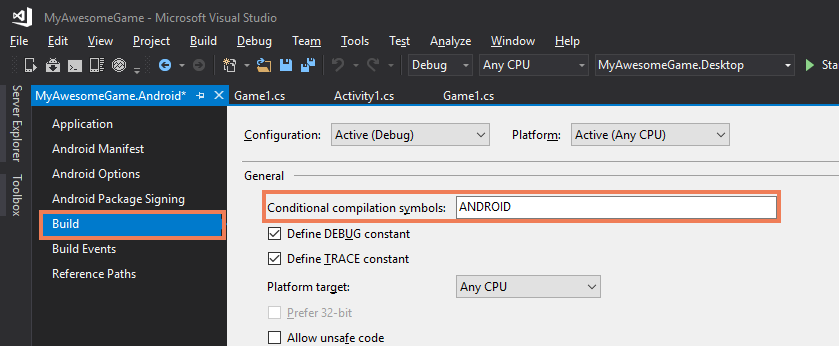 MyAwesomeGame - Microsoft Visual Studio
File Edit View Project Build Debug Team Tools Test Analyze Window Help
Debug Any CPU MyAwesomeGame.Desktop Sta
Server Explorer
Toolbox
MyAwesomeGame.Android* Game1.cs Activity1.cs Game1.cs
Application
Android Manifest
Android Options
Android Package Signing
Build
Build Events
Reference Paths
Configuration: Active (Debug) Platform: Active (Any CPU)
General
Conditional compilation symbols: ANDROID
Define DEBUG constant
Define TRACE constant
Platform target: Any CPU
Prefer 32-bit
Allow unsafe code